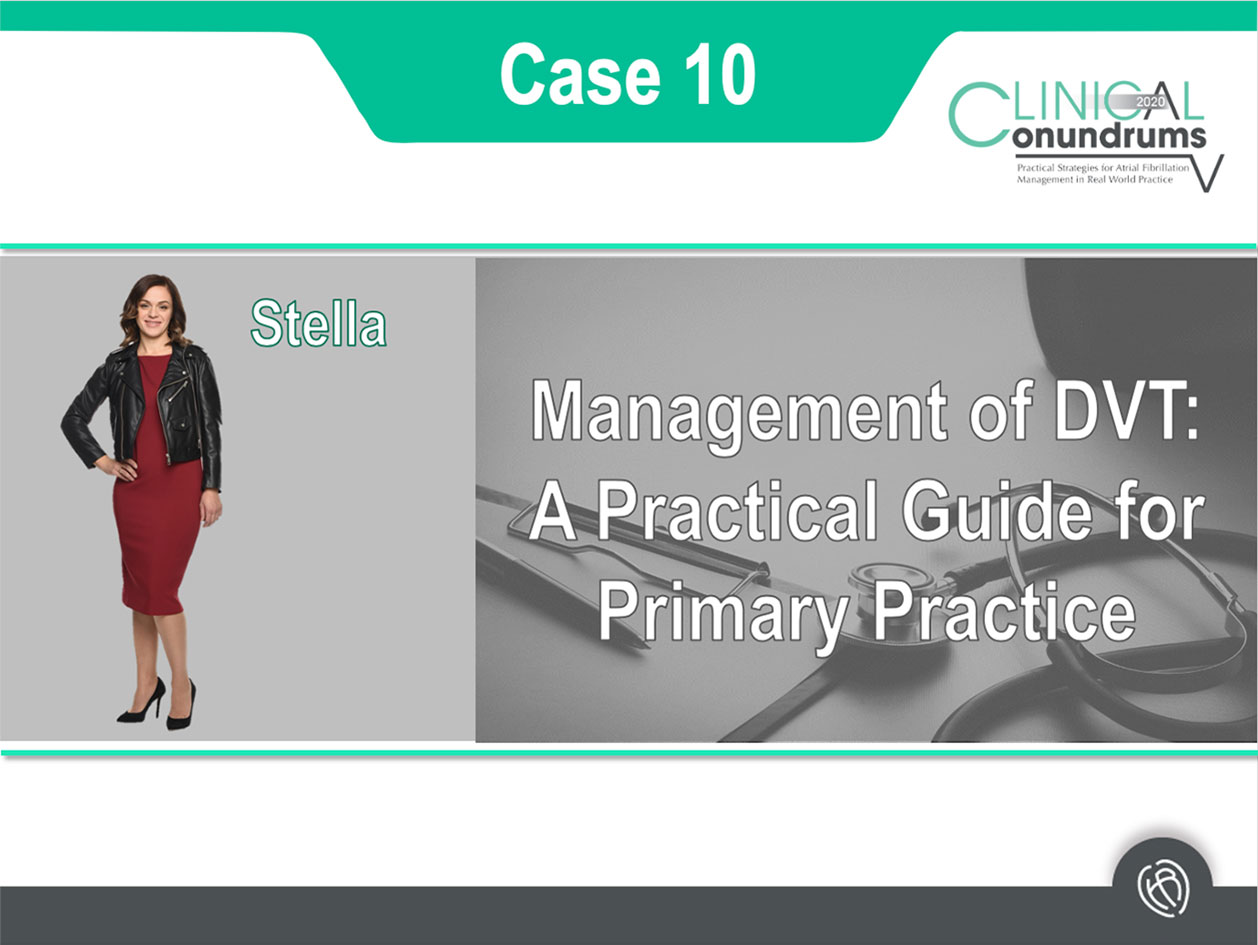 Case 10
CLINICAL
2020
Conundrums
Practical Strategies for Atrial Fibrillation
Management in Real World Practice
V
Stella
Management of DVT:
A Practical Guide for
Primary Practice